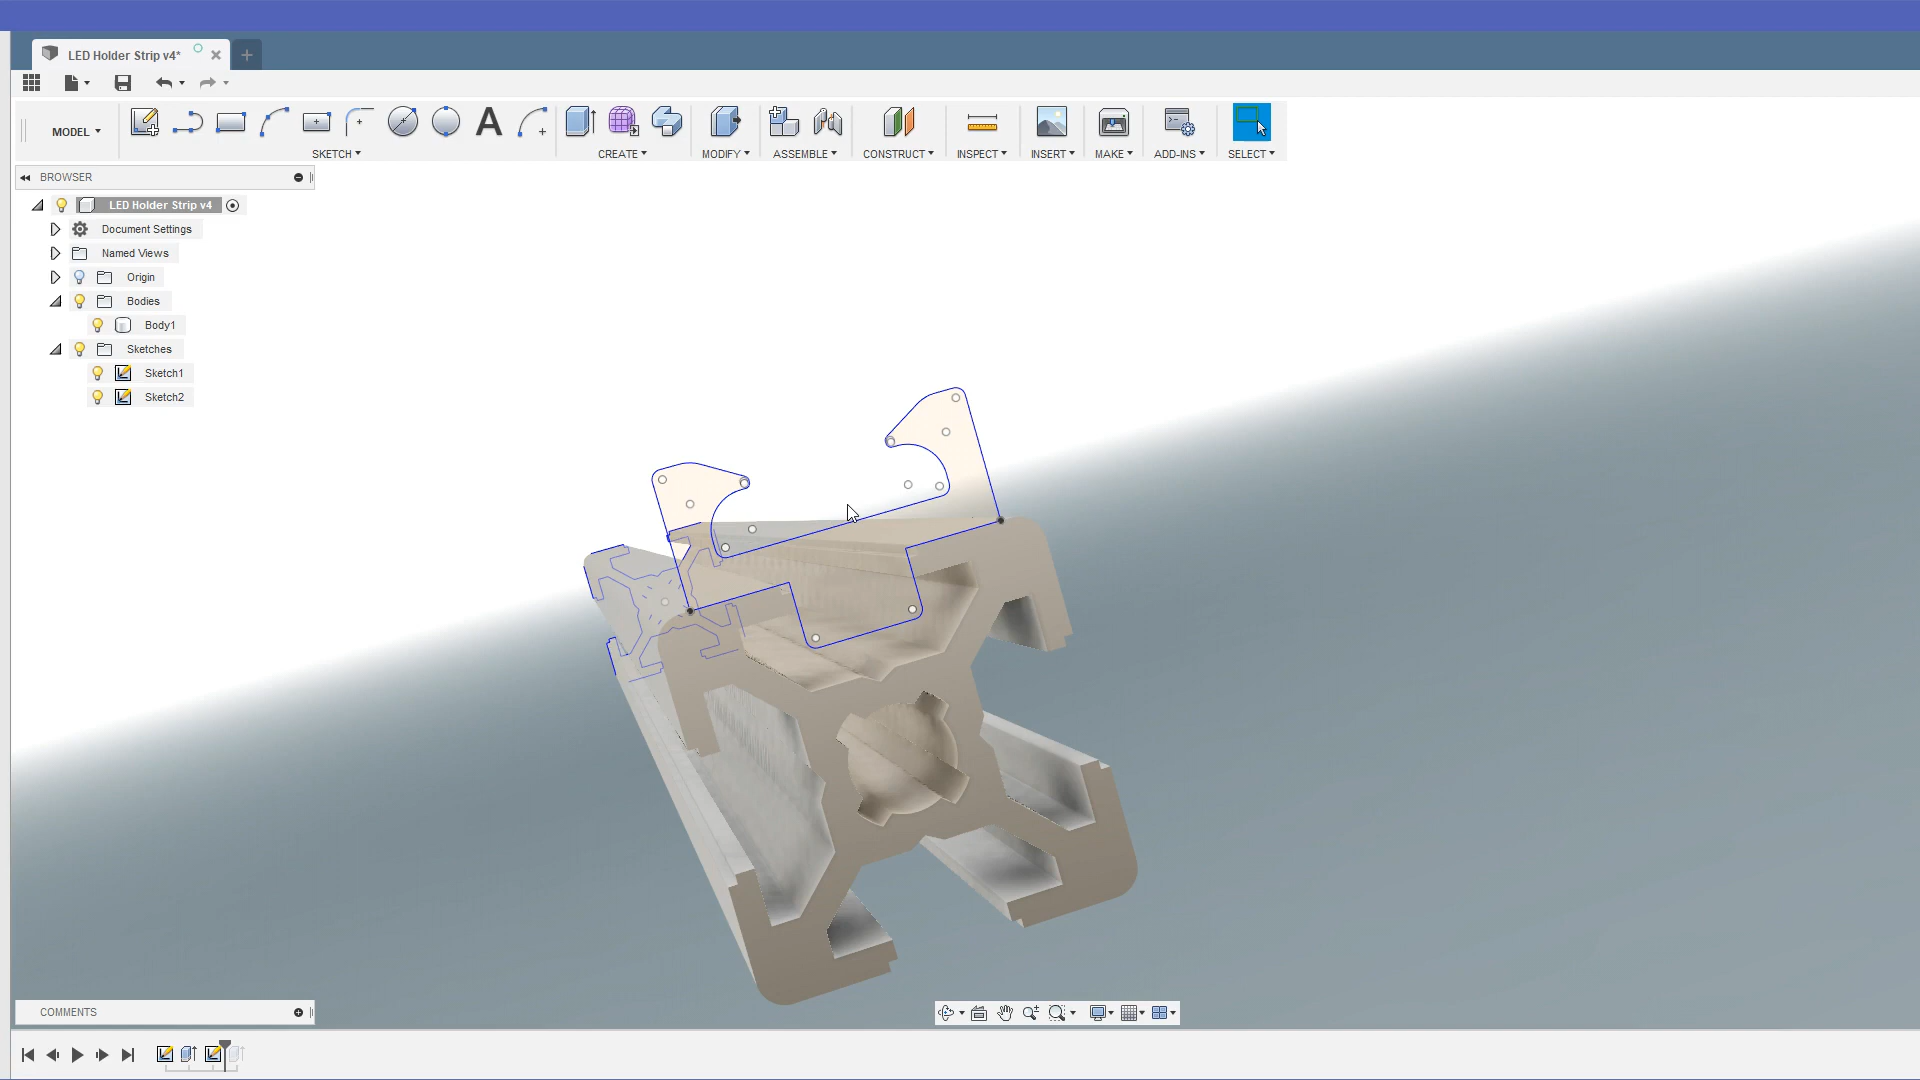 LED Holder Strip v4*
MODEL
SKETCH
CREATE
MODIFY
ASSEMBLE
CONSTRUCT
INSPECT
INSERT
MAKE
ADD-INS
SELECT
BROWSER
LED Holder Strip v4
Document Settings
Named Views
Origin
Bodies
Body1
Sketches
Sketch1
Sketch2
COMMENTS